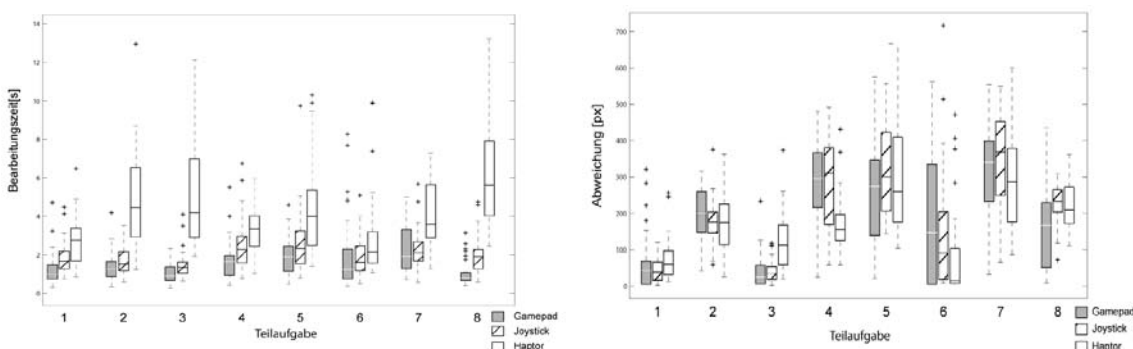 14
12
10
8
6
4
2
0
Bearbeitungszeit[s]
1 2 3 4 5 6 7 8
Teilaufgabe
Gamepad
Joystick
Haptor
700
600
500
400
300
200
100
0
Abweichung [px]
1 2 3 4 5 6 7 8
Teilaufgabe
Gamepad
Joystick
Haptor